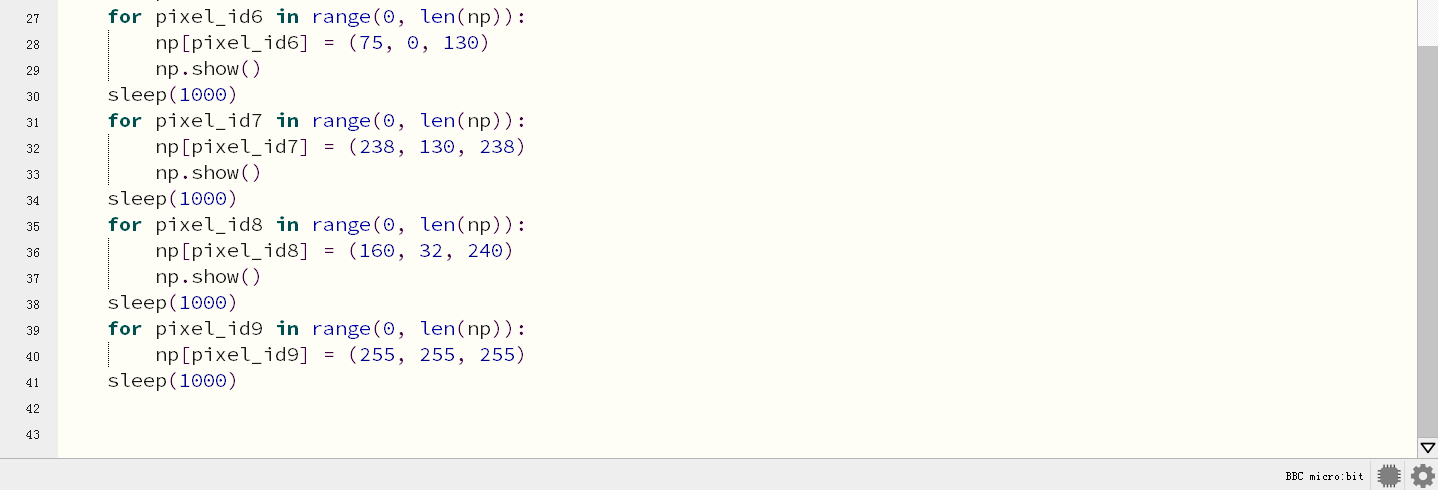 27 for pixel_id6 in range(0, len(np)):
28 np[pixel_id6] = (75, 0, 130)
29 np.show()
30 sleep(1000)
31 for pixel_id7 in range(0, len(np)):
32 np[pixel_id7] = (238, 130, 238)
33 np.show()
34 sleep(1000)
35 for pixel_id8 in range(0, len(np)):
36 np[pixel_id8] = (160, 32, 240)
37 np.show()
38 sleep(1000)
39 for pixel_id9 in range(0, len(np)):
40 np[pixel_id9] = (255, 255, 255)
41 sleep(1000)
42
43
BBC micro:bit